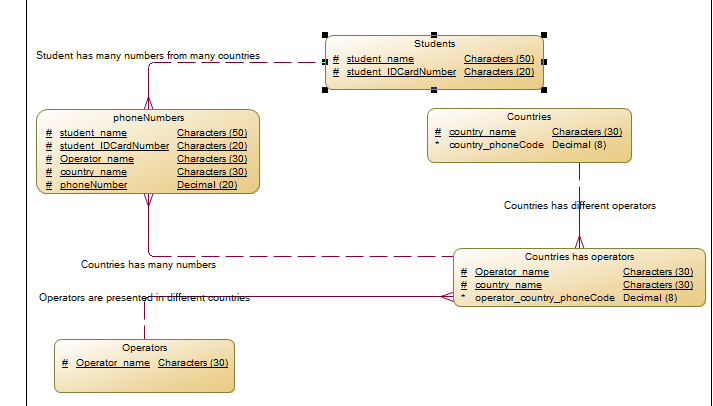 Students
# student_name Characters (50)
# student_IDCardNumber Characters (20)
Student has many numbers from many countries
phoneNumbers
# student_name Characters (50)
# student_IDCardNumber Characters (20)
# Operator_name Characters (30)
# country_name Characters (30)
# phoneNumber Decimal (20)
Countries
# country_name Characters (30)
* country_phoneCode Decimal (8)
Countries has different operators
Countries has many numbers
Countries has operators
# Operator_name Characters (30)
# country_name Characters (30)
* operator_country_phoneCode Decimal (8)
Operators are presented in different countries
Operators
# Operator_name Characters (30)